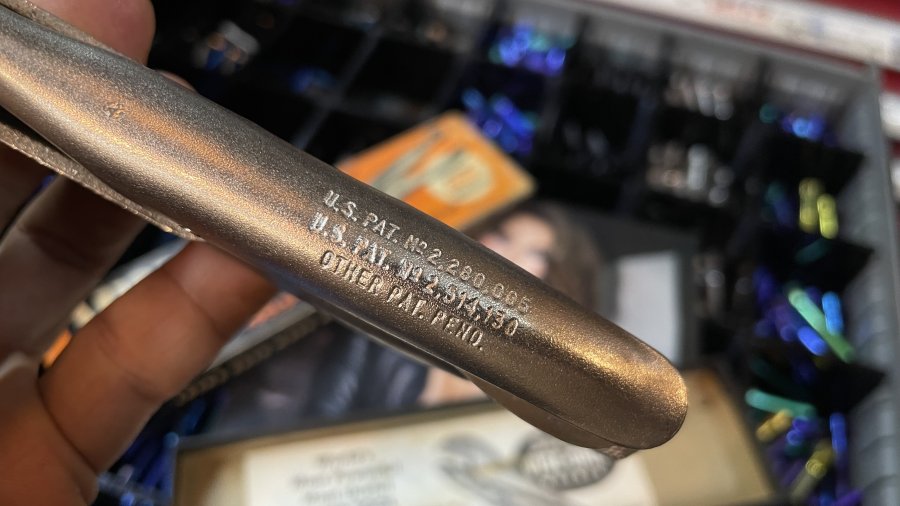 U.S. PAT. Nº 2,280,005
U.S. PAT. Nº 2,514,130
OTHER PAT. PEND.